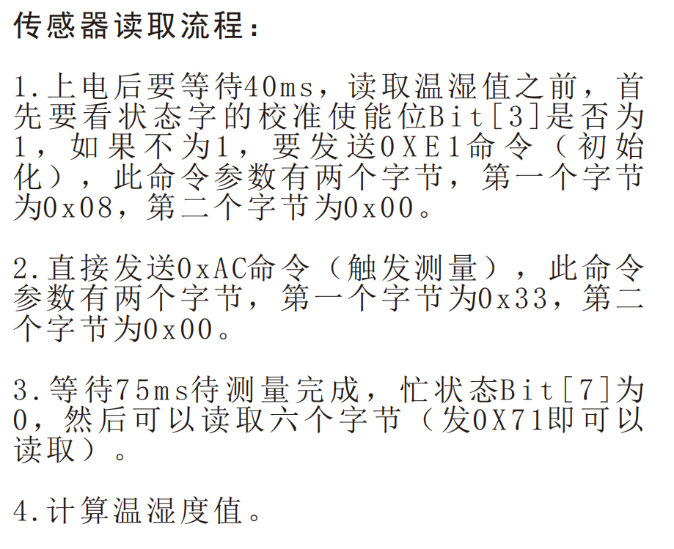 传感器读取流程：
1.上电后要等待40ms，读取温湿值之前，首
先要看状态字的校准使能位Bit[3]是否为
1，如果不为1，要发送0XE1命令（初始
化），此命令参数有两个字节，第一个字节
为0x08，第二个字节为0x00。
2.直接发送0xAC命令（触发测量），此命令
参数有两个字节，第一个字节为0x33，第二
个字节为0x00。
3.等待75ms待测量完成，忙状态Bit[7]为
0，然后可以读取六个字节（发0X71即可以
读取）。
4.计算温湿度值。